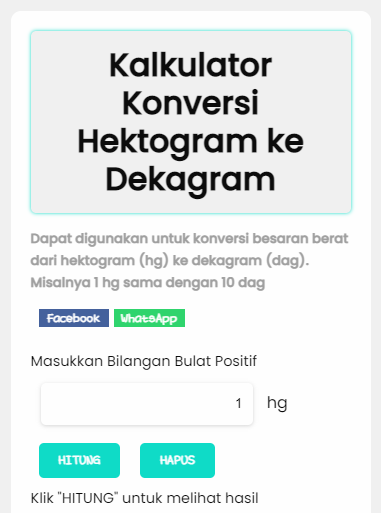 Kalkulator
Konversi
Hektogram ke
Dekagram
Dapat digunakan untuk konversi besaran berat
dari hektogram (hg) ke dekagram (dag).
Misalnya 1 hg sama dengan 10 dag
Facebook WhatsApp
Masukkan Bilangan Bulat Positif
1 hg
HITUNG HAPUS
Klik "HITUNG" untuk melihat hasil